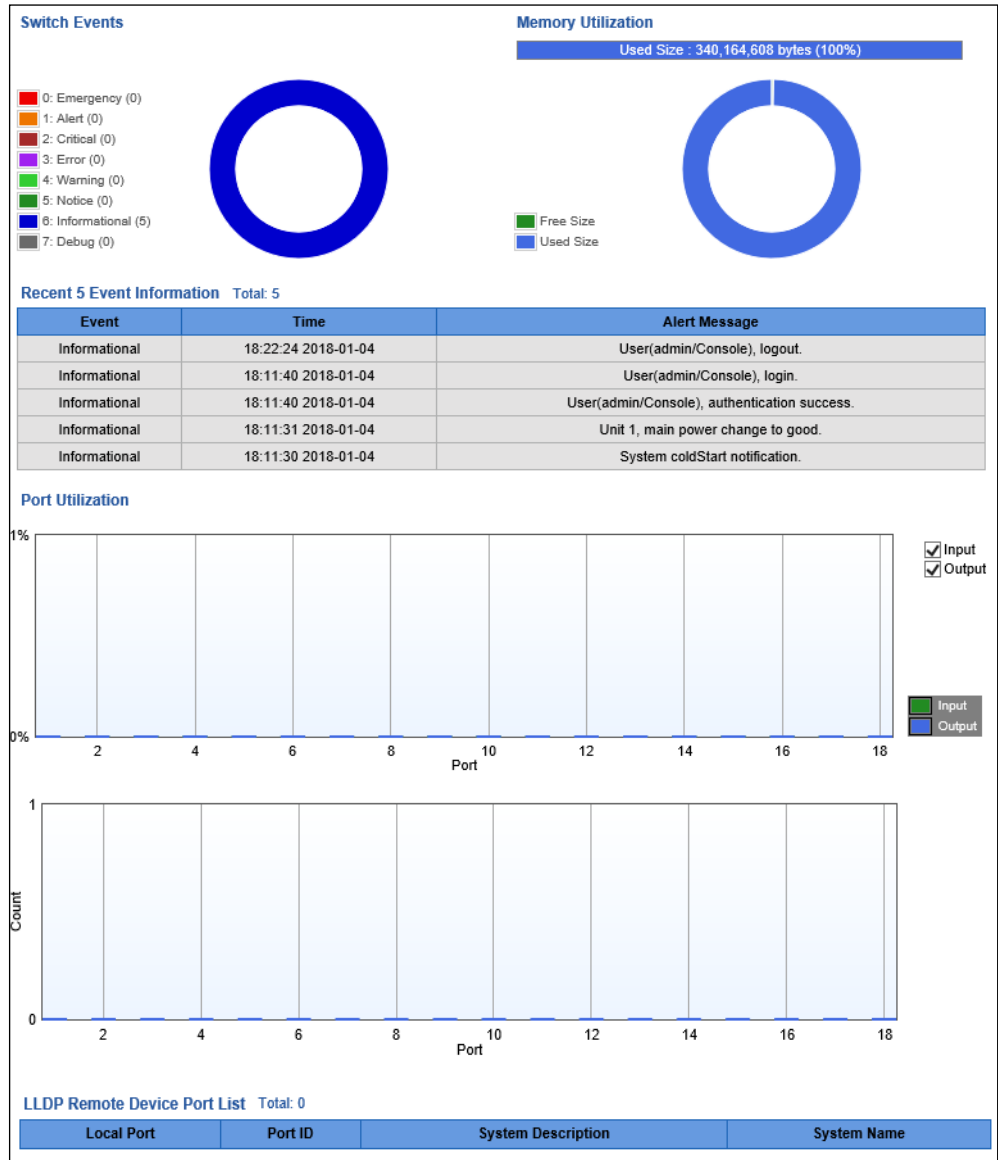 Switch Events
Memory Utilization
Used Size : 340,164,608 bytes (100%)
0: Emergency (0)
1: Alert (0)
2: Critical (0)
3: Error (0)
4: Warning (0)
5: Notice (0)
6: Informational (5)
7: Debug (0)
Free Size
Used Size
Recent 5 Event Information Total: 5
Event Time Alert Message
Informational 18:22:24 2018-01-04 User(admin/Console), logout.
Informational 18:11:40 2018-01-04 User(admin/Console), login.
Informational 18:11:40 2018-01-04 User(admin/Console), authentication success.
Informational 18:11:31 2018-01-04 Unit 1, main power change to good.
Informational 18:11:30 2018-01-04 System coldStart notification.
Port Utilization
1%
Input
Output
Input
Output
0%
2 4 6 8 10 12 14 16 18
Port
1
Count
0
2 4 6 8 10 12 14 16 18
Port
LLDP Remote Device Port List Total: 0
Local Port Port ID System Description System Name